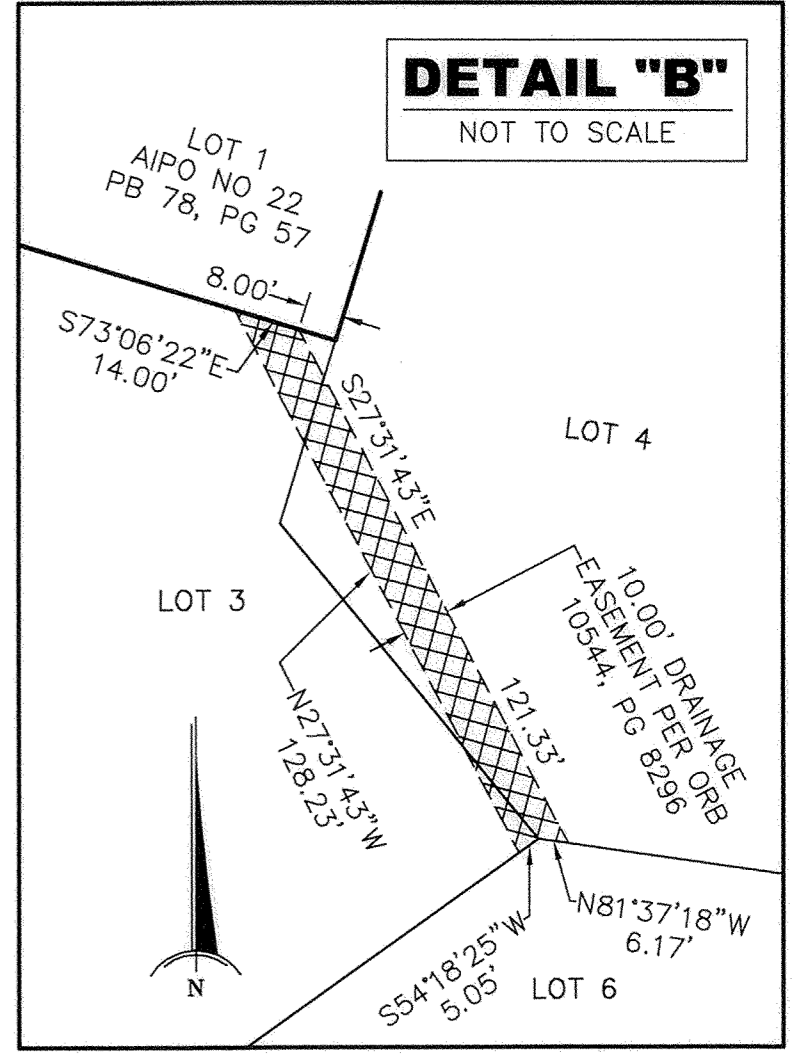 DETAIL "B"
NOT TO SCALE
LOT 1
AIPO NO 22
PB 78, PG 57
8.00'
S73°06'22"E
14.00'
S27°31'43"E
LOT 4
LOT 3
10.00' DRAINAGE
EASEMENT PER ORB
10544, PG 8296
121.33'
N27°31'43"W
128.23'
N81°37'18"W
6.17'
S54°18'25"W
5.05'
LOT 6
N